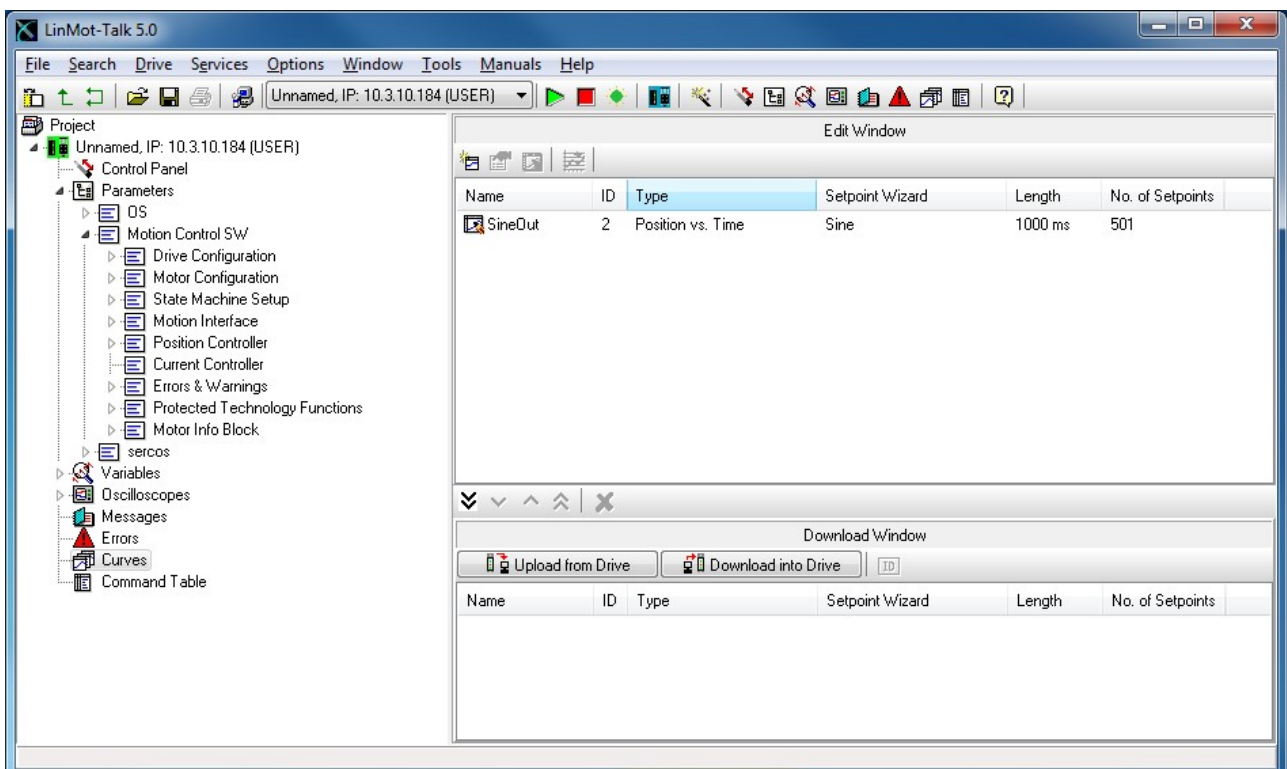 LinMot-Talk 5.0
File Search Drive Services Options Window Tools Manuals Help
Unnamed, IP: 10.3.10.184 (USER)
Project
Unnamed, IP: 10.3.10.184 (USER)
Control Panel
Parameters
OS
Motion Control SW
Drive Configuration
Motor Configuration
State Machine Setup
Motion Interface
Position Controller
Current Controller
Errors & Warnings
Protected Technology Functions
Motor Info Block
sercos
Variables
Oscilloscopes
Messages
Errors
Curves
Command Table
Edit Window
Name ID Type Setpoint Wizard Length No. of Setpoints
SineOut 2 Position vs. Time Sine 1000 ms 501
Download Window
Upload from Drive Download into Drive ID
Name ID Type Setpoint Wizard Length No. of Setpoints